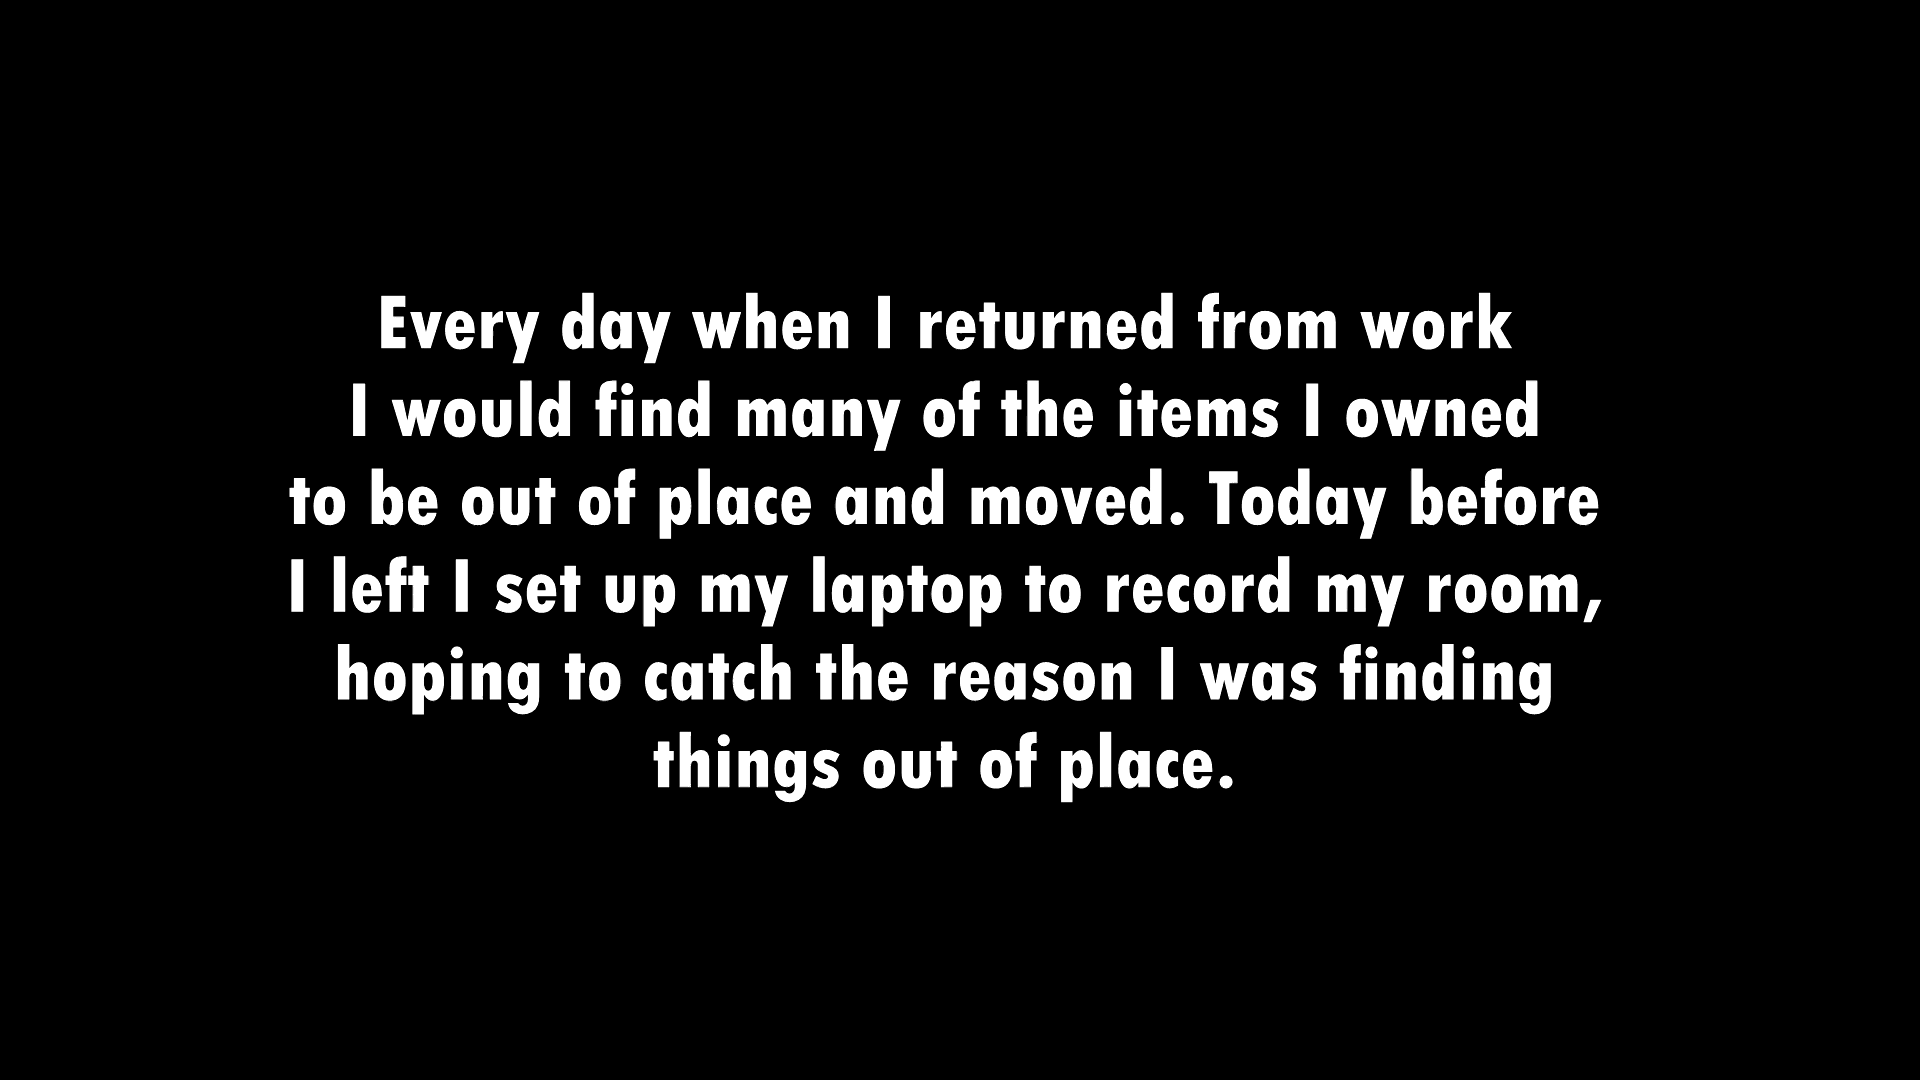 Every day when I returned from work
I would find many of the items I owned
to be out of place and moved. Today before
I left I set up my laptop to record my room,
hoping to catch the reason I was finding
things out of place.